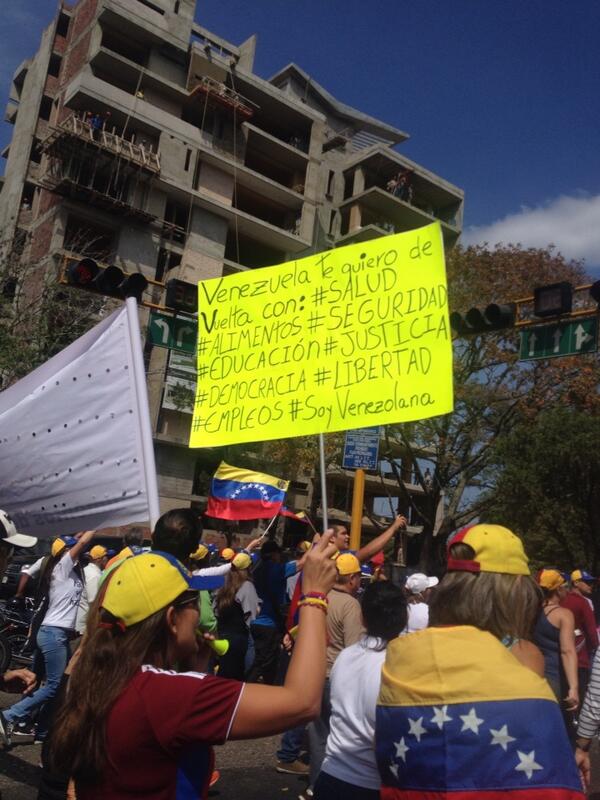 Venezuela Te quiero de
Vuelta con: #SALUD
#ALIMENTOS #SEGURIDAD
#EDUCACIÓN #JUSTICIA
#DEMOCRACIA #LIBERTAD
#EMPLEOS #Soy Venezolana